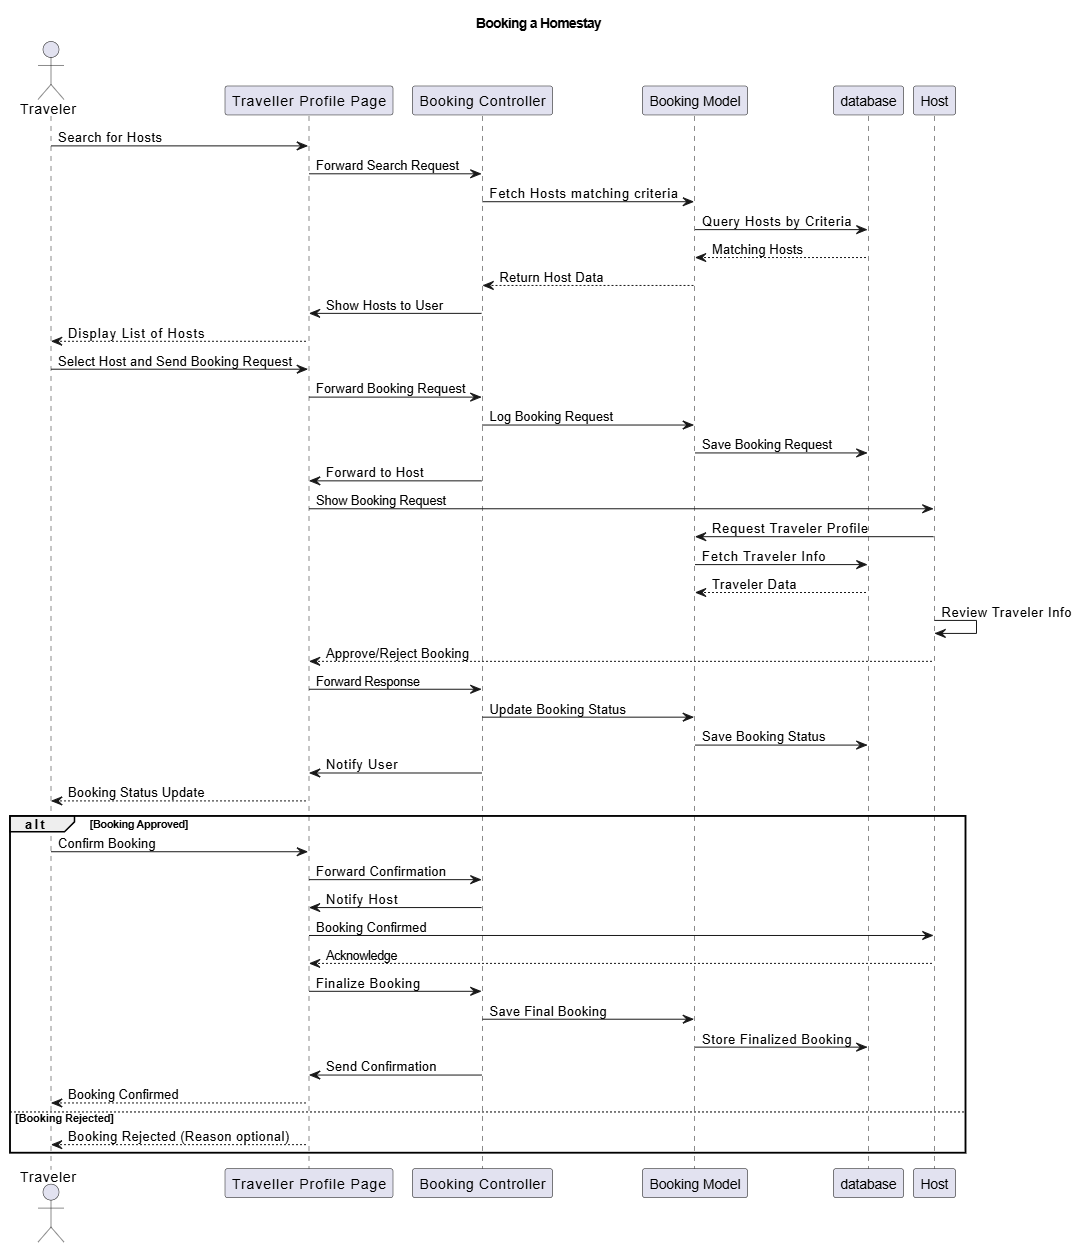 Booking a Homestay
Traveler
Traveller Profile Page
Booking Controller
Booking Model
database
Host
Search for Hosts
Forward Search Request
Fetch Hosts matching criteria
Query Hosts by Criteria
Matching Hosts
Return Host Data
Show Hosts to User
Display List of Hosts
Select Host and Send Booking Request
Forward Booking Request
Log Booking Request
Save Booking Request
Forward to Host
Show Booking Request
Request Traveler Profile
Fetch Traveler Info
Traveler Data
Review Traveler Info
Approve/Reject Booking
Forward Response
Update Booking Status
Save Booking Status
Notify User
Booking Status Update
alt
[Booking Approved]
Confirm Booking
Forward Confirmation
Notify Host
Booking Confirmed
Acknowledge
Finalize Booking
Save Final Booking
Store Finalized Booking
Send Confirmation
Booking Confirmed
[Booking Rejected]
Booking Rejected (Reason optional)
Traveler
Traveller Profile Page
Booking Controller
Booking Model
database
Host